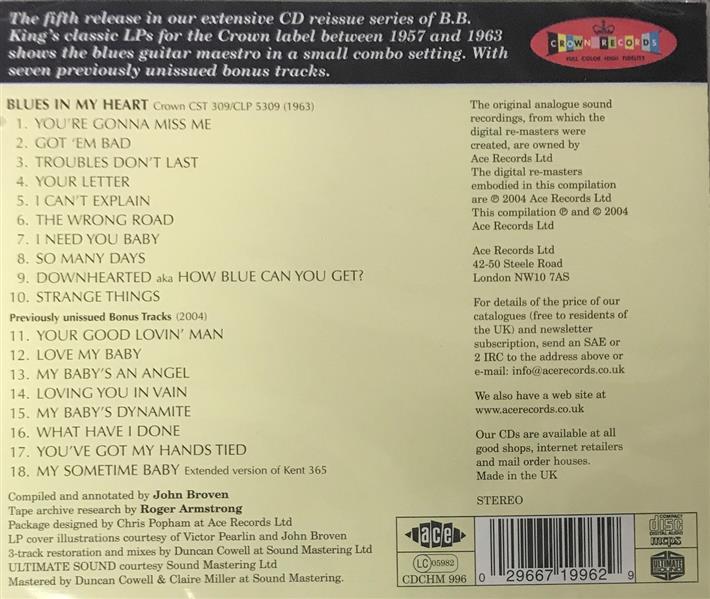 The fifth release in our extensive CD reissue series of B.B.
King's classic LPs for the Crown label between 1957 and 1963
shows the blues guitar maestro in a small combo setting. With
seven previously unissued bonus tracks.
CROWN RECORDS
FULL COLOR HIGH FIDELITY
BLUES IN MY HEART Crown CST 309/CLP 5309 (1963)
1. YOU'RE GONNA MISS ME
2. GOT 'EM BAD
3. TROUBLES DON'T LAST
4. YOUR LETTER
5. I CAN'T EXPLAIN
6. THE WRONG ROAD
7. I NEED YOU BABY
8. SO MANY DAYS
9. DOWNHEARTED aka HOW BLUE CAN YOU GET?
10. STRANGE THINGS
Previously unissued Bonus Tracks (2004)
11. YOUR GOOD LOVIN' MAN
12. LOVE MY BABY
13. MY BABY'S AN ANGEL
14. LOVING YOU IN VAIN
15. MY BABY'S DYNAMITE
16. WHAT HAVE I DONE
17. YOU'VE GOT MY HANDS TIED
18. MY SOMETIME BABY Extended version of Kent 365
Compiled and annotated by John Broven
Tape archive research by Roger Armstrong
Package designed by Chris Popham at Ace Records Ltd
LP cover illustrations courtesy of Victor Pearlin and John Broven
3-track restoration and mixes by Duncan Cowell at Sound Mastering Ltd
ULTIMATE SOUND courtesy Sound Mastering Ltd
Mastered by Duncan Cowell & Claire Miller at Sound Mastering.
The original analogue sound
recordings, from which the
digital re-masters were
created, are owned by
Ace Records Ltd
The digital re-masters
embodied in this compilation
are ℗ 2004 Ace Records Ltd
This compilation ℗ and © 2004
Ace Records Ltd
Ace Records Ltd
42-50 Steele Road
London NW10 7AS
For details of the price of our
catalogues (free to residents of
the UK) and newsletter
subscription, send an SAE or
2 IRC to the address above or
e-mail: info@acerecords.co.uk
We also have a web site at
www.acerecords.co.uk
Our CDs are available at all
good shops, internet retailers
and mail order houses.
Made in the UK
STEREO
ace
LC 05982
CDCHM 996
0 29667 19962 9
COMPACT
disc
DIGITAL AUDIO
mcps
ULTIMATE
SOUND